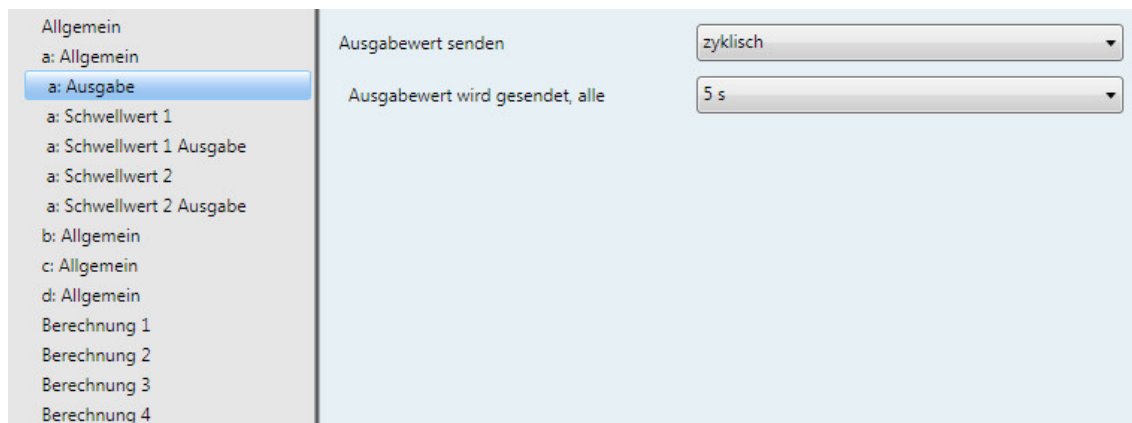 Allgemein
a: Allgemein
a: Ausgabe
a: Schwellwert 1
a: Schwellwert 1 Ausgabe
a: Schwellwert 2
a: Schwellwert 2 Ausgabe
b: Allgemein
c: Allgemein
d: Allgemein
Berechnung 1
Berechnung 2
Berechnung 3
Berechnung 4
Ausgabewert senden
zyklisch
Ausgabewert wird gesendet, alle
5 s